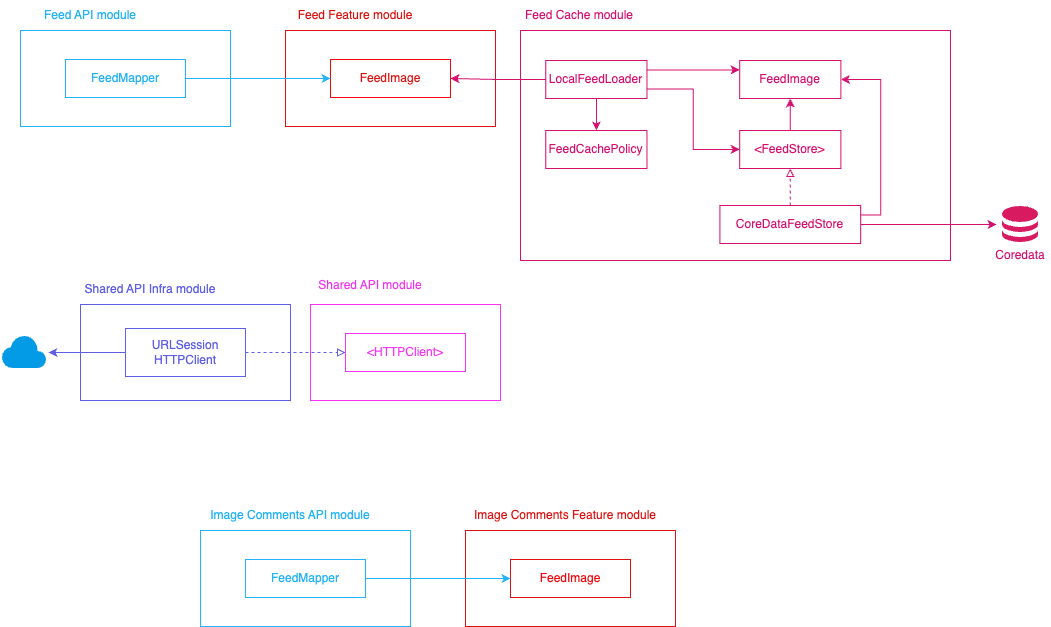 Feed API module
Feed Feature module
Feed Cache module
FeedMapper
FeedImage
LocalFeedLoader
FeedImage
FeedCachePolicy
<FeedStore>
CoreDataFeedStore
Coredata
Shared API Infra module
Shared API module
URLSession
HTTPClient
<HTTPClient>
Image Comments API module
Image Comments Feature module
FeedMapper
FeedImage